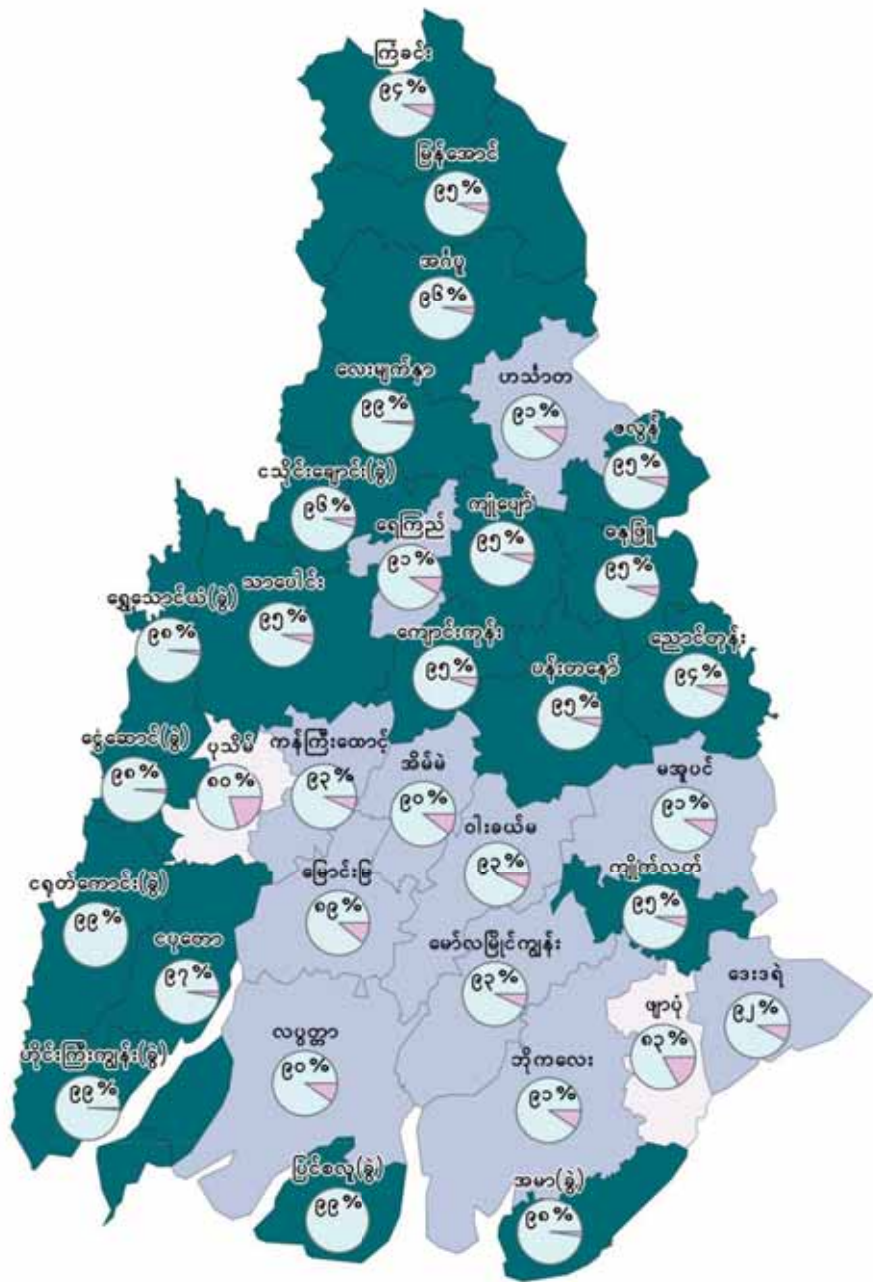 ကြံခင်း
၉၄%
မြန်အောင်
၉၅%
အင်္ဂပူ
၉၆%
လေးမျက်နှာ
၉၉%
ဟင်္သာတ
၉၁%
ဇလွန်
၉၅%
ငသိုင်းချောင်း(ခွဲ)
၉၆%
ရေကြည်
၉၁%
ကျုံပျော်
၉၅%
ဓနုဖြူ
၉၅%
ရွှေသောင်ယံ(ခွဲ)
၉၈%
သာပေါင်း
၉၅%
ကျောင်းကုန်း
၉၅%
ပန်းတနော်
၉၅%
ညောင်တုန်း
၉၄%
ငွေဆောင်(ခွဲ)
၉၈%
ပုသိမ်
၈၀%
ကန်ကြီးထောင့်
၉၃%
အိမ်မဲ
၉၀%
ဝါးခယ်မ
၉၃%
မအူပင်
၉၁%
ကျိုက်လတ်
၉၅%
ငရုတ်ကောင်း(ခွဲ)
၉၉%
ငပုတော
၉၇%
မြောင်းမြ
၈၉%
မော်လမြိုင်ကျွန်း
၉၃%
ဖျာပုံ
၈၃%
ဒေးဒရဲ
၉၂%
ဟိုင်းကြီးကျွန်း(ခွဲ)
၉၉%
လပွတ္တာ
၉၀%
ဘိုကလေး
၉၁%
ပြင်စလူ(ခွဲ)
၉၉%
အမာ(ခွဲ)
၉၈%